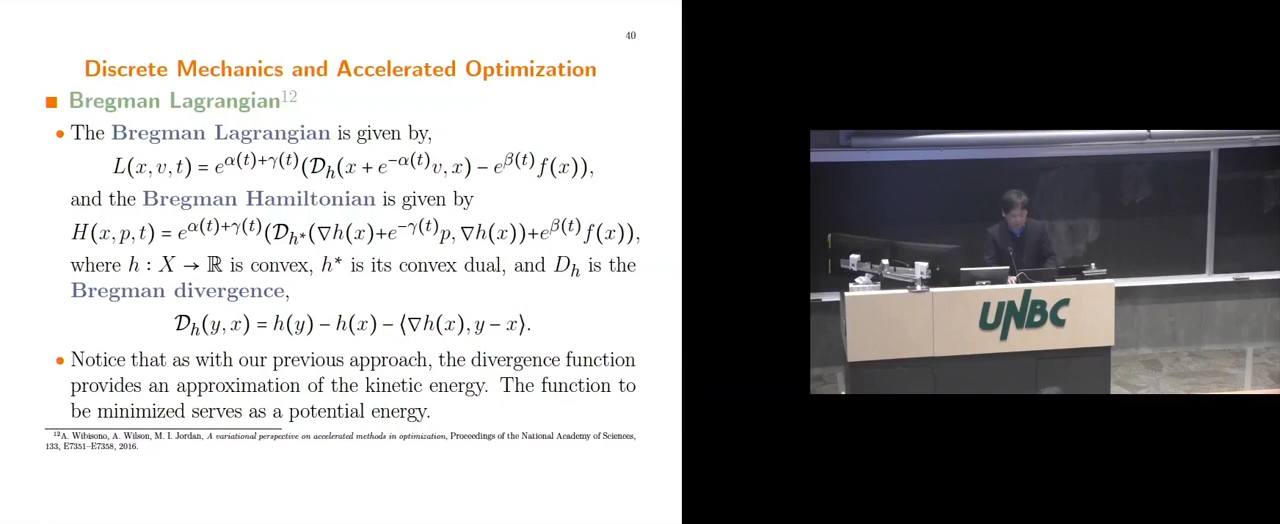 40
Discrete Mechanics and Accelerated Optimization
■ Bregman Lagrangian¹²
• The Bregman Lagrangian is given by,
L(x, v, t) = e^{α(t)+γ(t)}(𝒟_h(x + e^{−α(t)}v, x) − e^{β(t)}f(x)),
and the Bregman Hamiltonian is given by
H(x, p, t) = e^{α(t)+γ(t)}(𝒟_{h*}(∇h(x)+e^{−γ(t)}p, ∇h(x))+e^{β(t)}f(x)),
where h : X → ℝ is convex, h* is its convex dual, and D_h is the
Bregman divergence,
𝒟_h(y, x) = h(y) − h(x) − ⟨∇h(x), y − x⟩.
• Notice that as with our previous approach, the divergence function
provides an approximation of the kinetic energy. The function to
be minimized serves as a potential energy.
¹²A. Wibisono, A. Wilson, M. I. Jordan, A variational perspective on accelerated methods in optimization, Proceedings of the National Academy of Sciences,
133, E7351–E7358, 2016.
UNBC